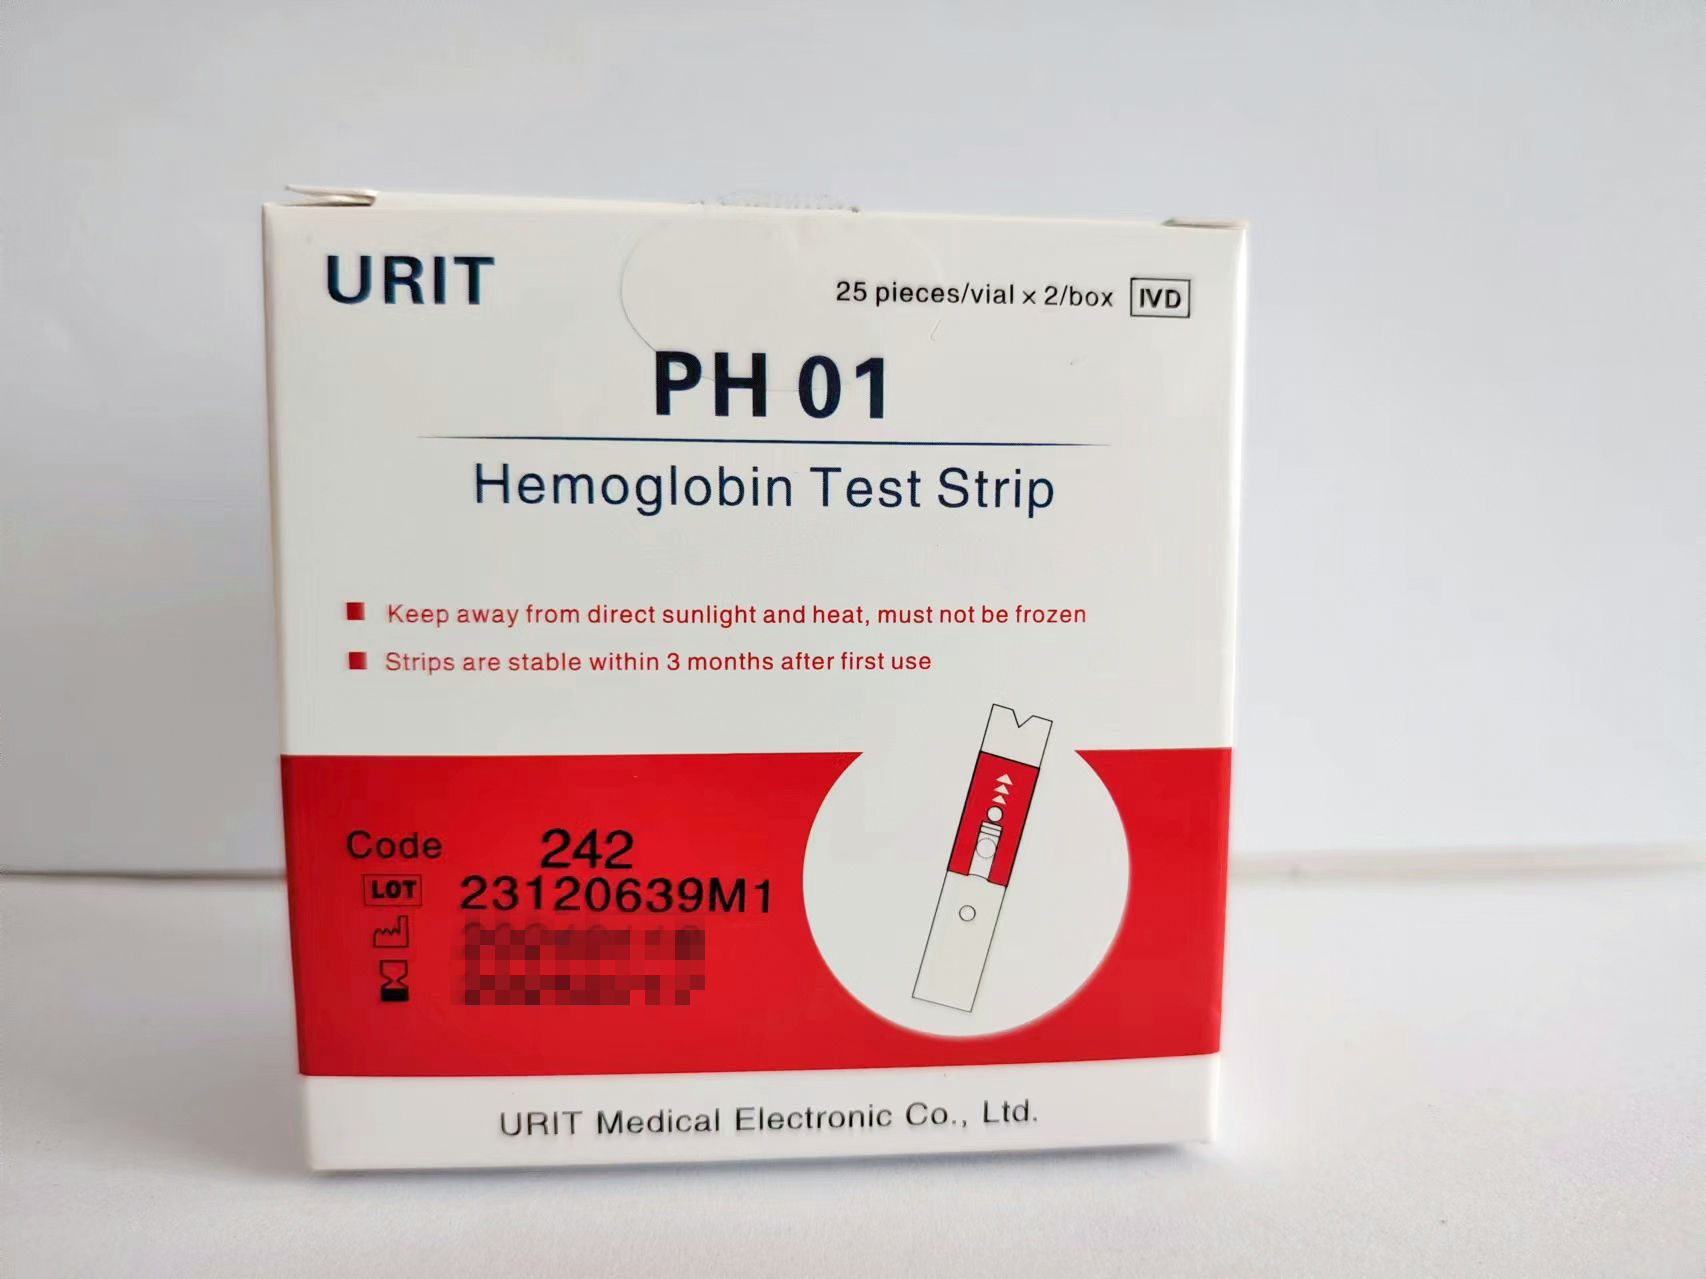 URIT
25 pieces/vial × 2/box IVD
PH 01
Hemoglobin Test Strip
Keep away from direct sunlight and heat, must not be frozen
Strips are stable within 3 months after first use
Code 242
LOT 23120639M1
URIT Medical Electronic Co., Ltd.